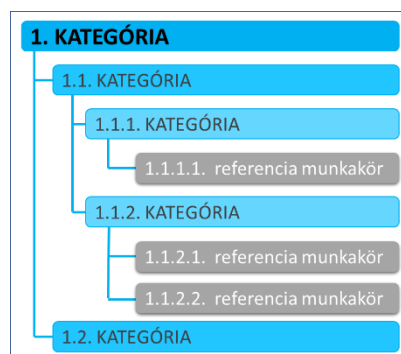 1. KATEGÓRIA
1.1. KATEGÓRIA
1.1.1. KATEGÓRIA
1.1.1.1. referencia munkakör
1.1.2. KATEGÓRIA
1.1.2.1. referencia munkakör
1.1.2.2. referencia munkakör
1.2. KATEGÓRIA